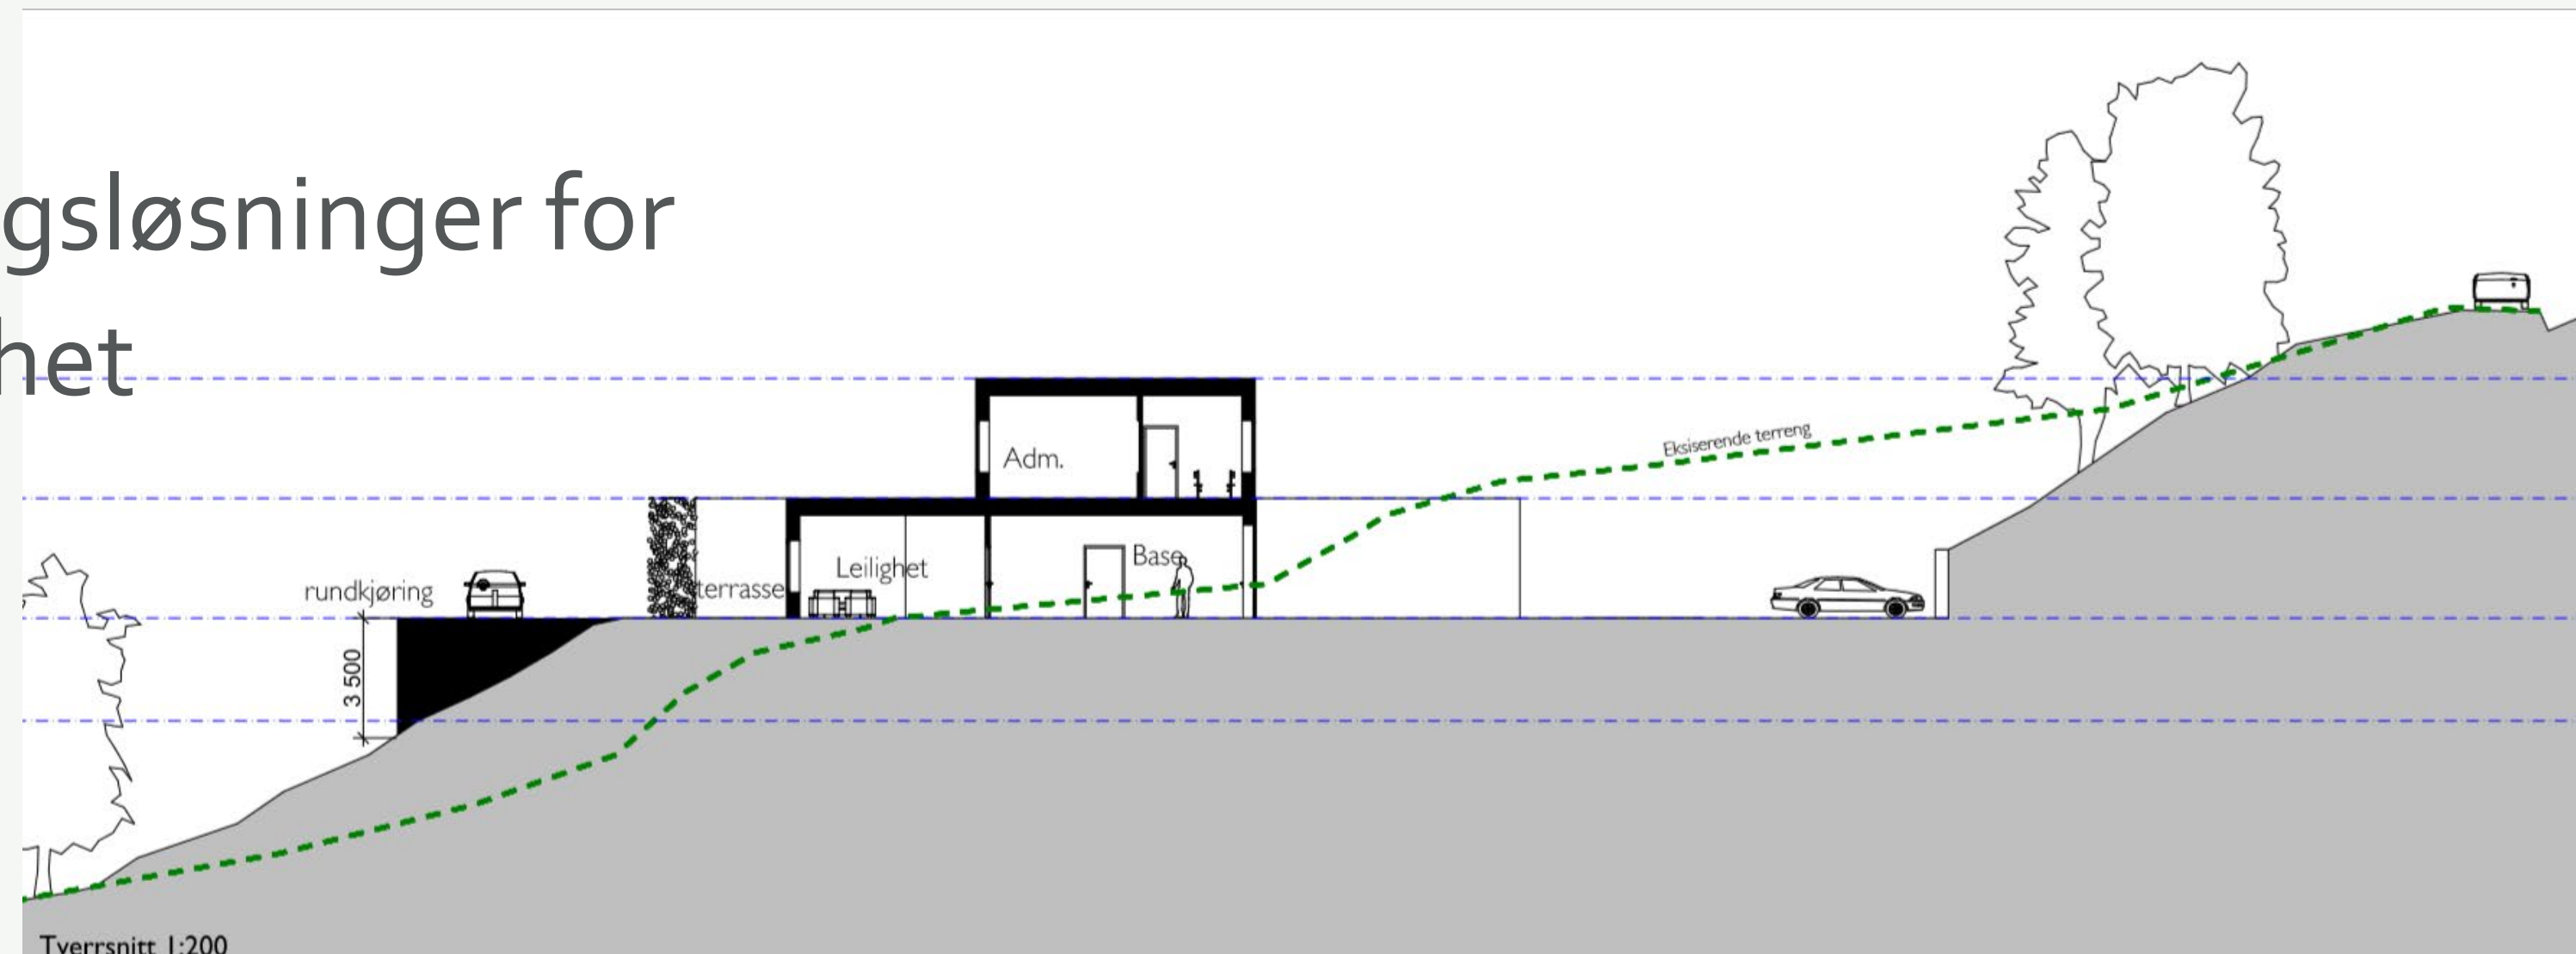 gsløsninger for
het
Adm.
Eksiserende terreng
Base
Leilighet
rundkjøring
terrasse
3 500
Tverrsnitt 1:200